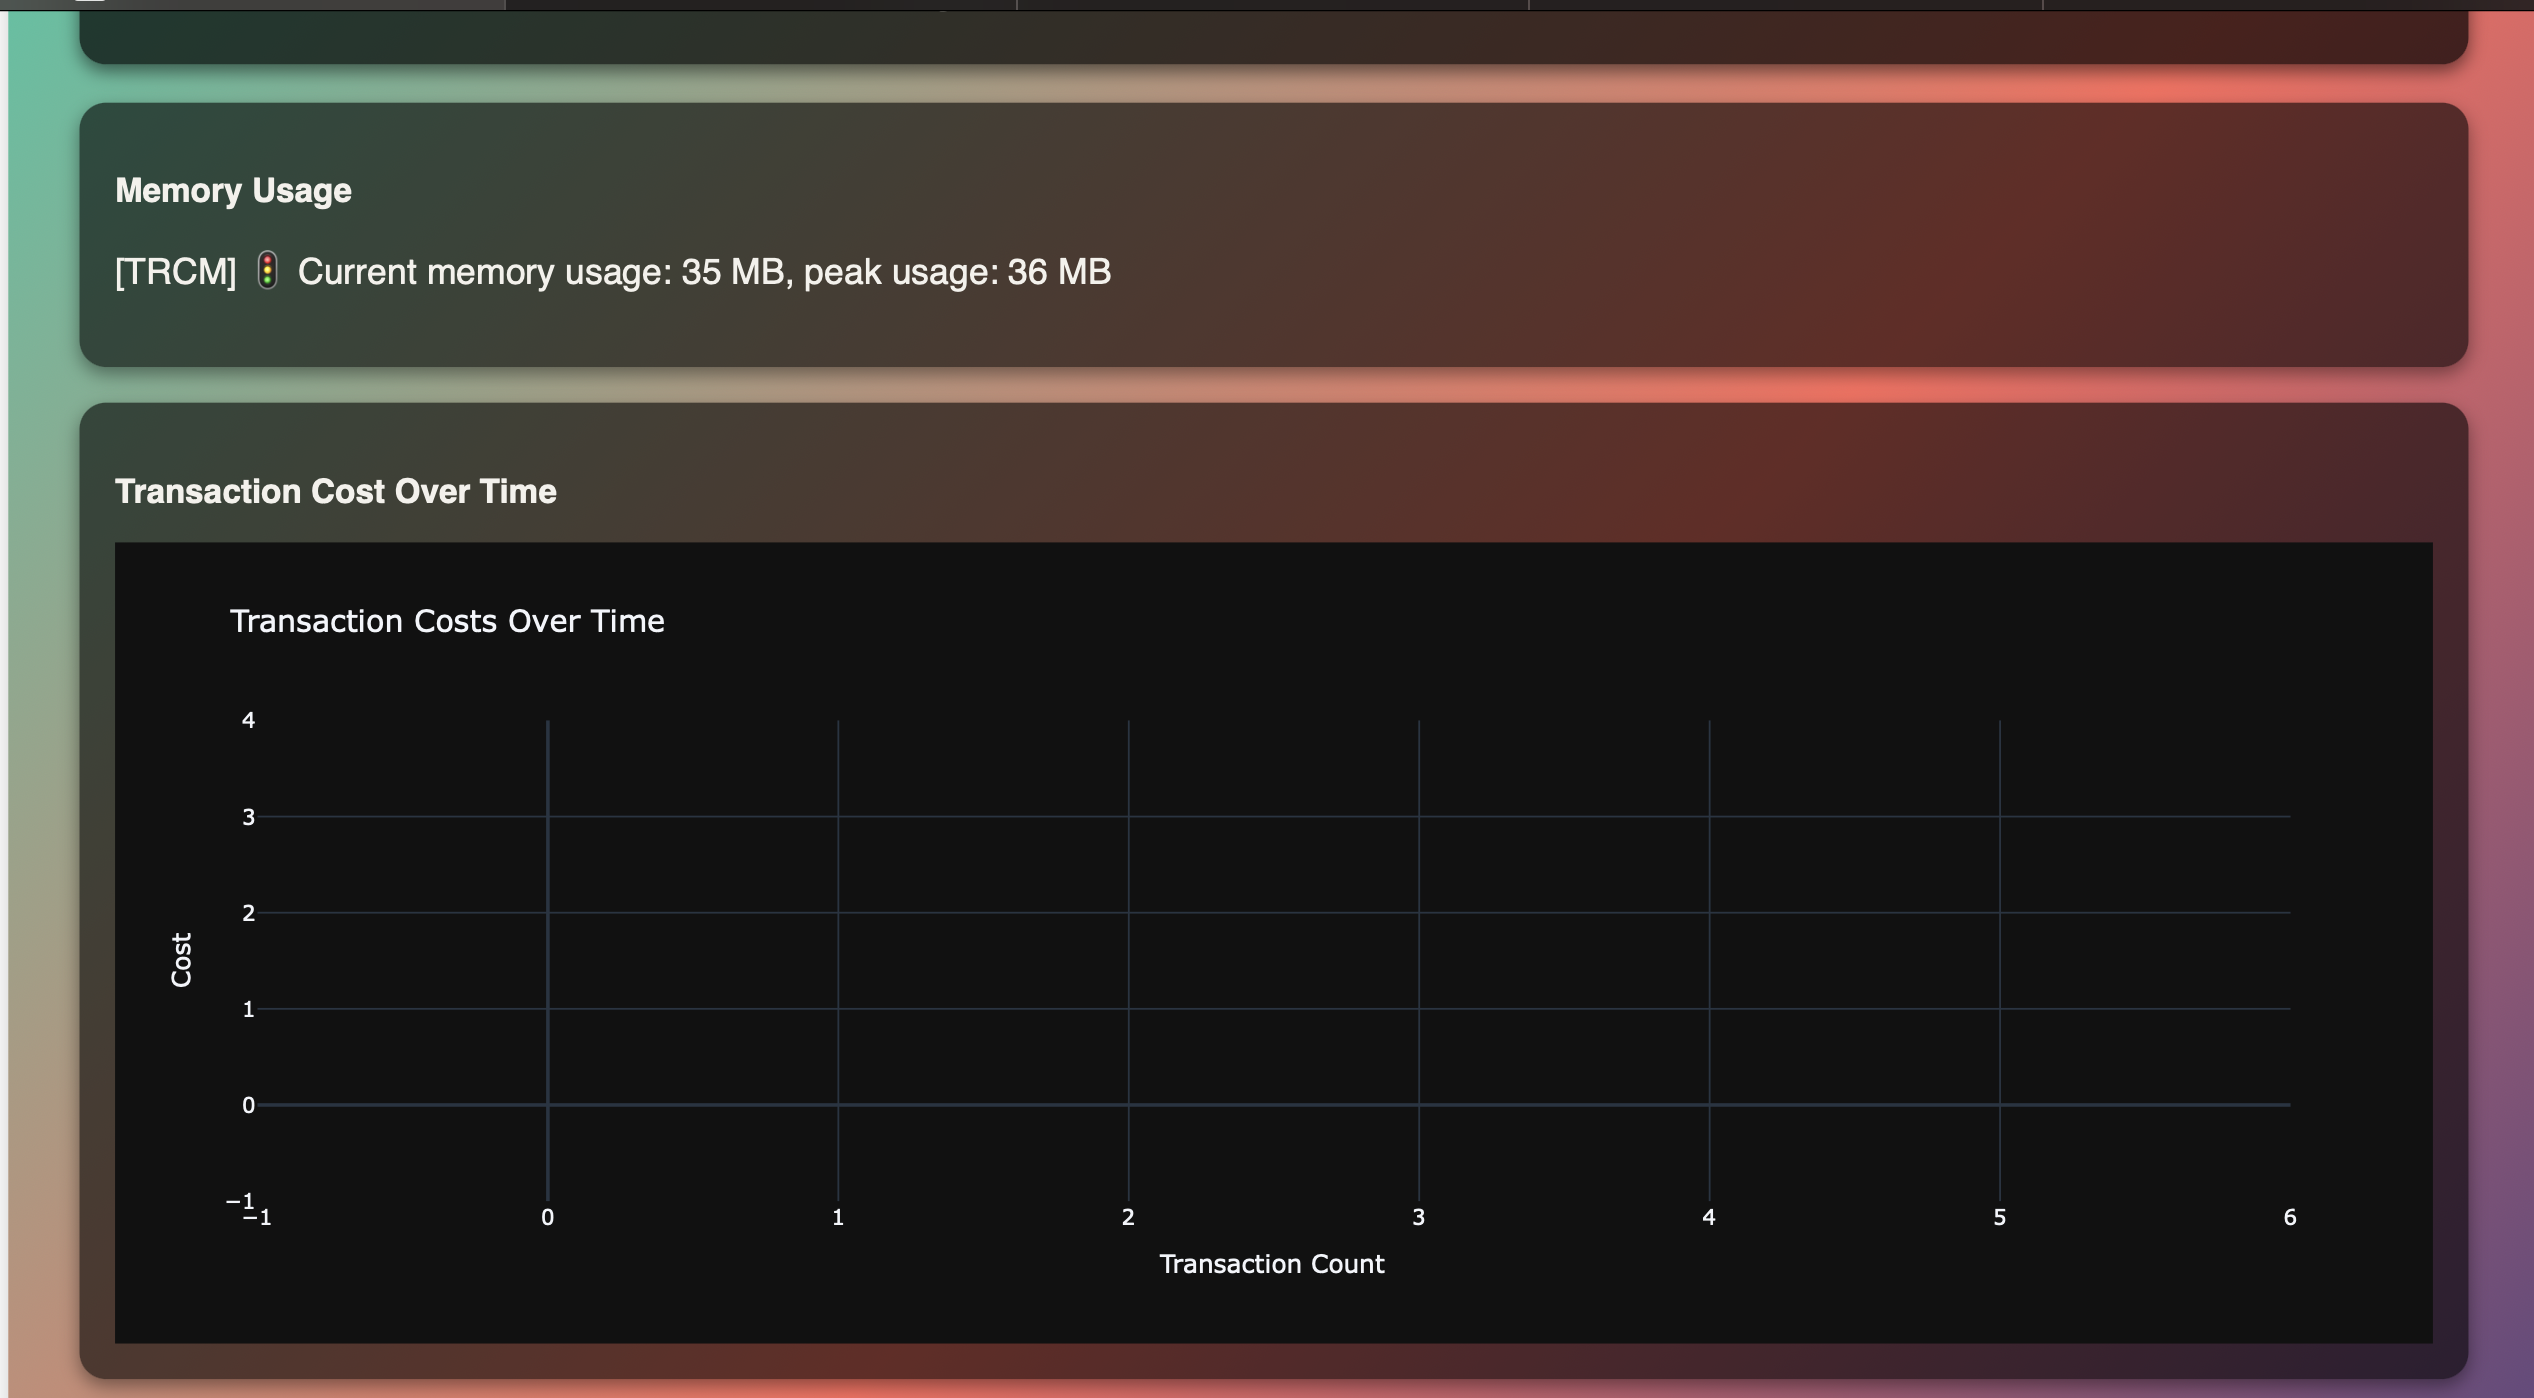 Memory Usage
[TRCM] 🚦 Current memory usage: 35 MB, peak usage: 36 MB
Transaction Cost Over Time
Transaction Costs Over Time
4
3
2
1
0
−1
Cost
−1 0 1 2 3 4 5 6
Transaction Count